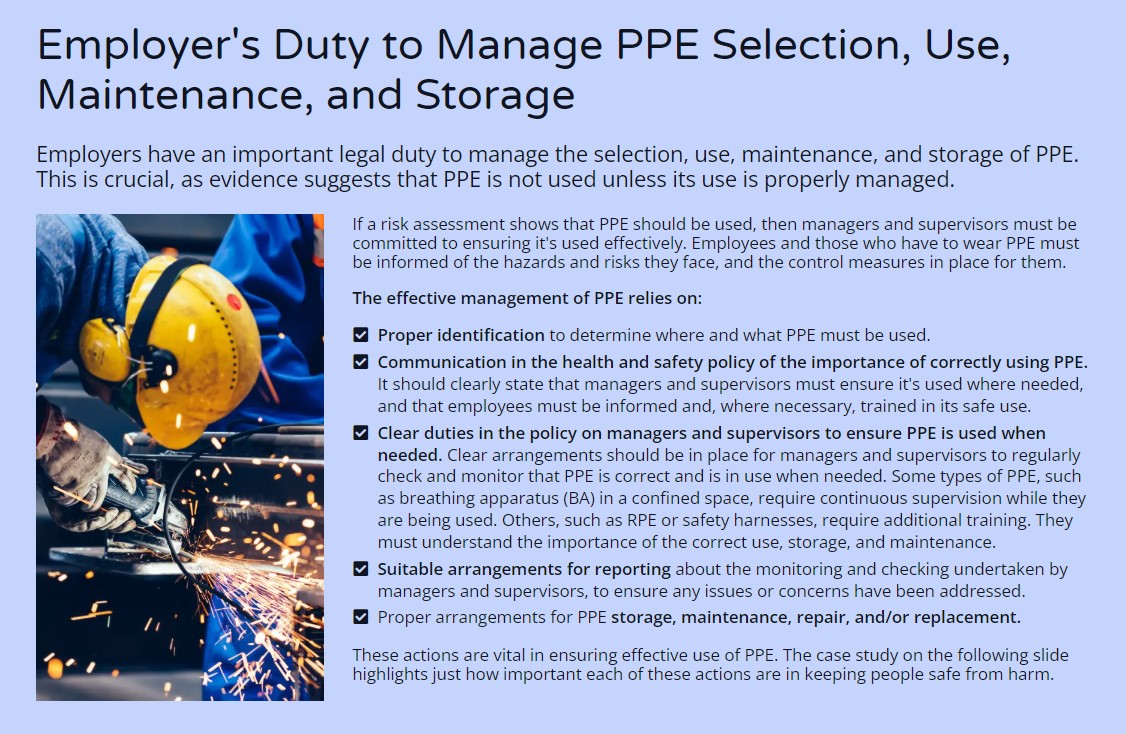 Employer's Duty to Manage PPE Selection, Use,
Maintenance, and Storage
Employers have an important legal duty to manage the selection, use, maintenance, and storage of PPE.
This is crucial, as evidence suggests that PPE is not used unless its use is properly managed.
If a risk assessment shows that PPE should be used, then managers and supervisors must be
committed to ensuring it's used effectively. Employees and those who have to wear PPE must
be informed of the hazards and risks they face, and the control measures in place for them.
The effective management of PPE relies on:
Proper identification to determine where and what PPE must be used.
Communication in the health and safety policy of the importance of correctly using PPE.
It should clearly state that managers and supervisors must ensure it's used where needed,
and that employees must be informed and, where necessary, trained in its safe use.
Clear duties in the policy on managers and supervisors to ensure PPE is used when
needed. Clear arrangements should be in place for managers and supervisors to regularly
check and monitor that PPE is correct and is in use when needed. Some types of PPE, such
as breathing apparatus (BA) in a confined space, require continuous supervision while they
are being used. Others, such as RPE or safety harnesses, require additional training. They
must understand the importance of the correct use, storage, and maintenance.
Suitable arrangements for reporting about the monitoring and checking undertaken by
managers and supervisors, to ensure any issues or concerns have been addressed.
Proper arrangements for PPE storage, maintenance, repair, and/or replacement.
These actions are vital in ensuring effective use of PPE. The case study on the following slide
highlights just how important each of these actions are in keeping people safe from harm.